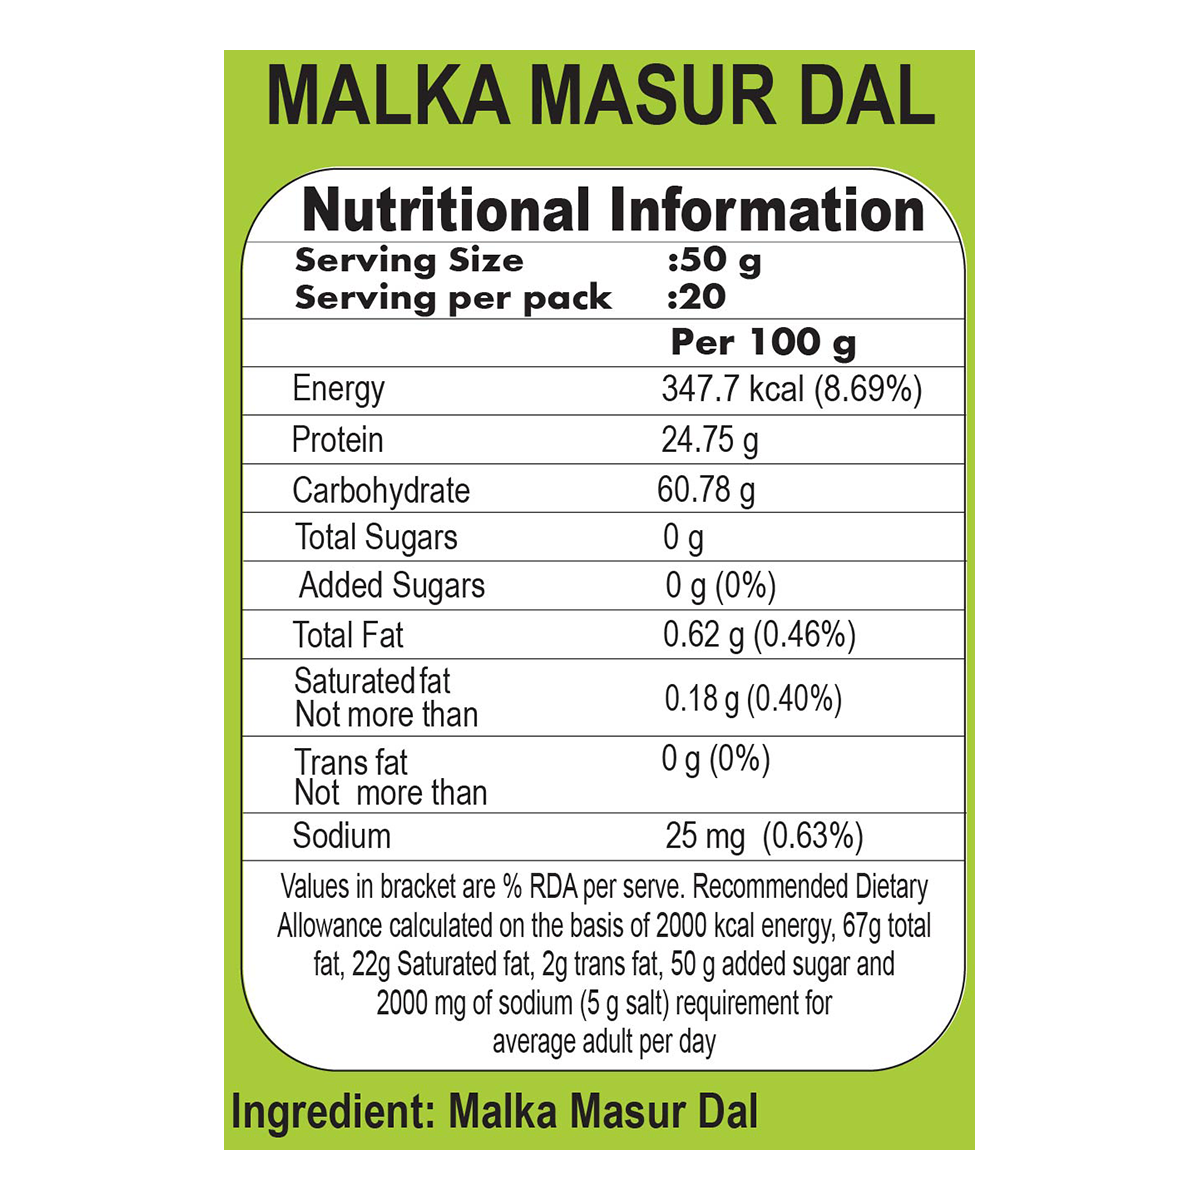 MALKA MASUR DAL
Nutritional Information
Serving Size :50 g
Serving per pack :20
Per 100 g
Energy 347.7 kcal (8.69%)
Protein 24.75 g
Carbohydrate 60.78 g
Total Sugars 0 g
Added Sugars 0 g (0%)
Total Fat 0.62 g (0.46%)
Saturated fat
Not more than 0.18 g (0.40%)
Trans fat 0 g (0%)
Not more than
Sodium 25 mg (0.63%)
Values in bracket are % RDA per serve. Recommended Dietary
Allowance calculated on the basis of 2000 kcal energy, 67g total
fat, 22g Saturated fat, 2g trans fat, 50 g added sugar and
2000 mg of sodium (5 g salt) requirement for
average adult per day
Ingredient: Malka Masur Dal